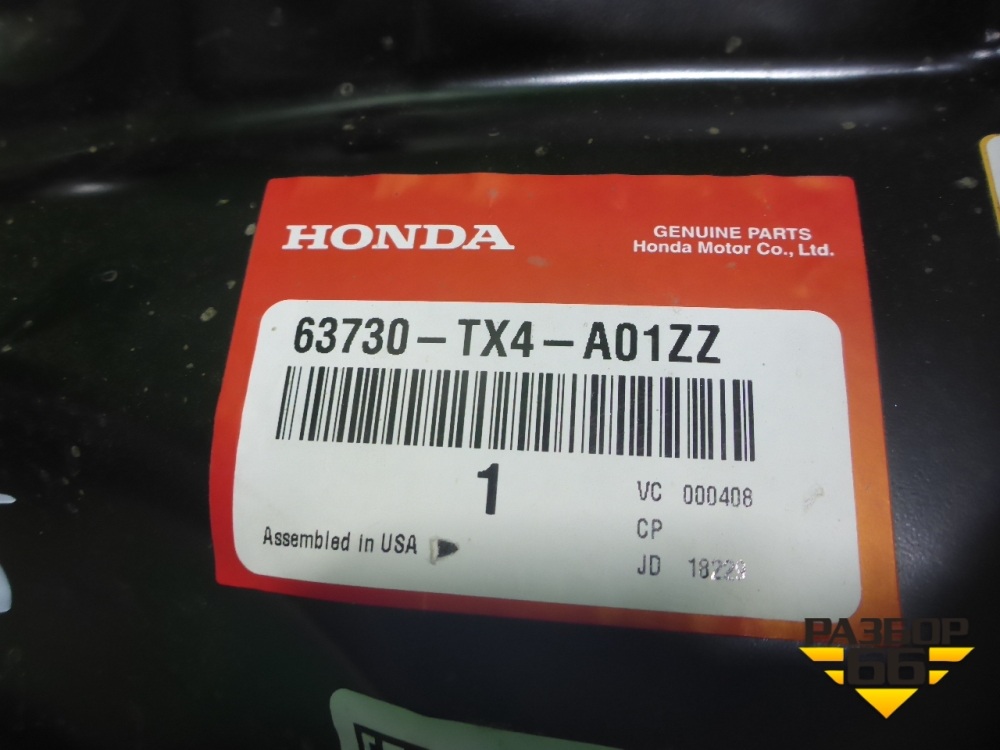 HONDA
GENUINE PARTS
Honda Motor Co., Ltd.
63730-TX4-A01ZZ
1
VC 000408
CP
JD 18229
Assembled in USA
РАЗБОР
66